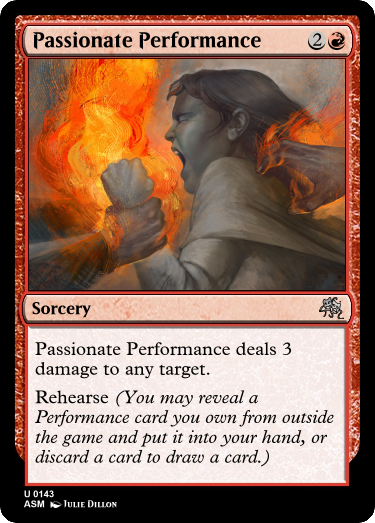 Passionate Performance 2
Sorcery
Passionate Performance deals 3
damage to any target.
Rehearse (You may reveal a
Performance card you own from outside
the game and put it into your hand, or
discard a card to draw a card.)
U 0143
ASM JULIE DILLON